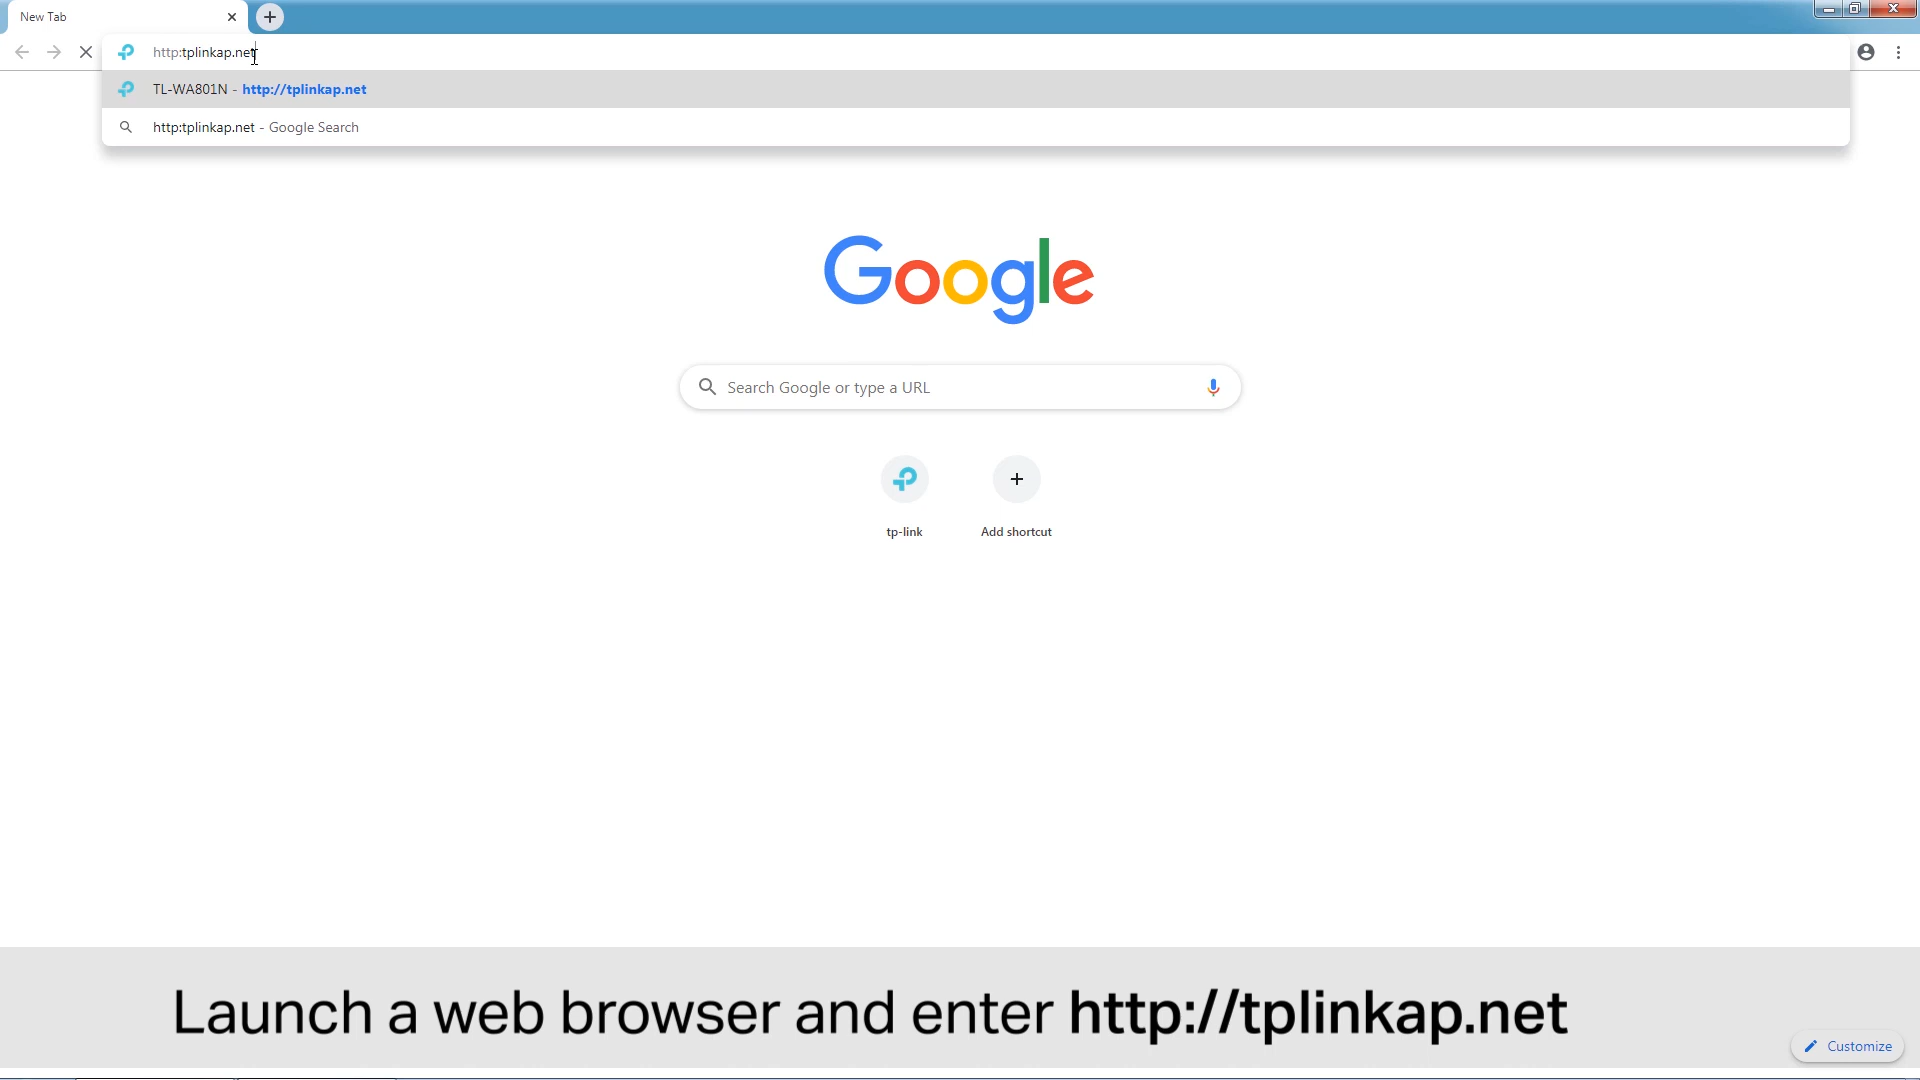 New Tab
http:tplinkap.net
TL-WA801N - http://tplinkap.net
http:tplinkap.net - Google Search
Google
Search Google or type a URL
tp-link
Add shortcut
Launch a web browser and enter http://tplinkap.net
Customize